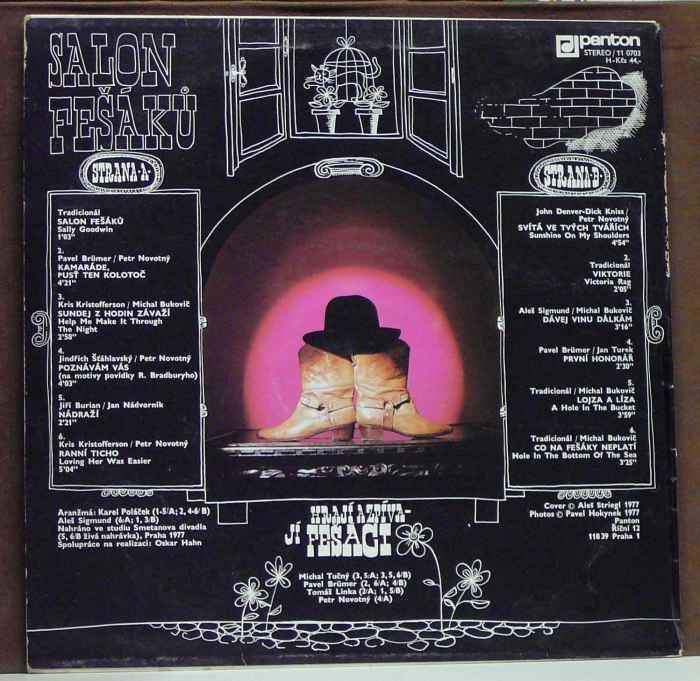 SALON
FEŠÁKŮ
panton
STEREO / 11 0703
H-Kčs 44,-
STRANA·A·
Tradicionál
SALON FEŠÁKŮ
Sally Goodwin
1'03"
2.
Pavel Brümer / Petr Novotný
KAMARÁDE,
PUSŤ TEN KOLOTOČ
4'21"
3.
Kris Kristofferson / Michal Bukovič
SUNDEJ Z HODIN ZÁVAŽÍ
Help Me Make It Through
The Night
2'58"
4.
Jindřich Šťáhlavský / Petr Novotný
POZNÁVÁM VÁS
(na motivy povídky R. Bradburyho)
4'03"
5.
Jiří Burian / Jan Nádvorník
NÁDRAŽÍ
2'21"
6.
Kris Kristofferson / Petr Novotný
RANNÍ TICHO
Loving Her Was Easier
5'04"
STRANA·B·
John Denver-Dick Kniss /
Petr Novotný
SVÍTÁ VE TVÝCH TVÁŘÍCH
Sunshine On My Shoulders
4'54"
2.
Tradicionál
VIKTORIE
Victoria Rag
2'05"
3.
Aleš Sigmund / Michal Bukovič
DÁVEJ VINU DÁLKÁM
3'16"
4.
Pavel Brümer / Jan Turek
PRVNÍ HONORÁŘ
2'30"
5.
Tradicionál / Michal Bukovič
LOJZA A LÍZA
A Hole In The Bucket
3'59"
6.
Tradicionál / Michal Bukovič
CO NA FEŠÁKY NEPLATÍ
Hole In The Bottom Of The Sea
3'25"
Aranžmá: Karel Poláček (1-5/A; 2, 4-6/B)
Aleš Sigmund (6/A; 1, 3/B)
Nahráno ve studiu Smetanova divadla
(5, 6/B živá nahrávka), Praha 1977
Spolupráce na realizaci: Oskar Hahn
HRAJÍ A ZPÍVA-
JÍ FEŠÁCI
Michal Tučný (3, 5/A; 3, 5, 6/B)
Pavel Brümer (2, 6/A; 4/B)
Tomáš Linka (2/A; 1, 5/B)
Petr Novotný (4/A)
Cover © Aleš Striegl 1977
Photos © Pavel Hokynek 1977
Panton
Říční 12
118 39 Praha 1